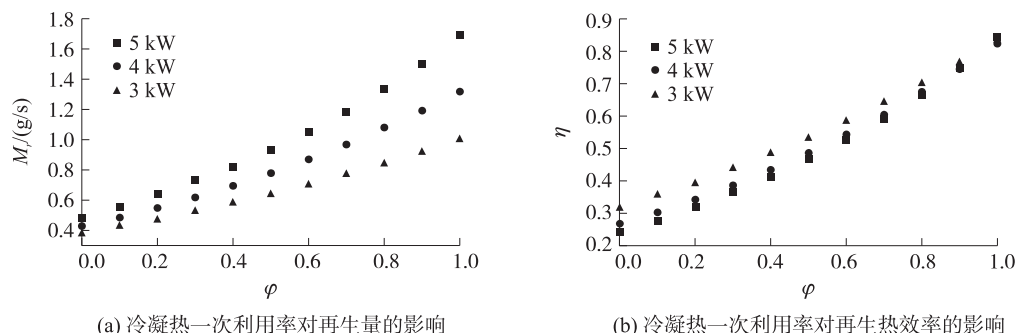 1.8
1.6
1.4
1.2
1.0
0.8
0.6
0.4
M_r/(g/s)
5 kW
4 kW
3 kW
0.0 0.2 0.4 0.6 0.8 1.0
φ
(a) 冷凝热一次利用率对再生量的影响
0.9
0.8
0.7
0.6
0.5
0.4
0.3
0.2
η
5 kW
4 kW
3 kW
0.0 0.2 0.4 0.6 0.8 1.0
φ
(b) 冷凝热一次利用率对再生热效率的影响